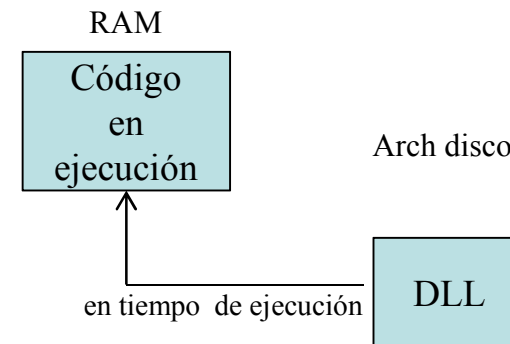 RAM
Código
en
ejecución
Arch disco
en tiempo de ejecución
DLL